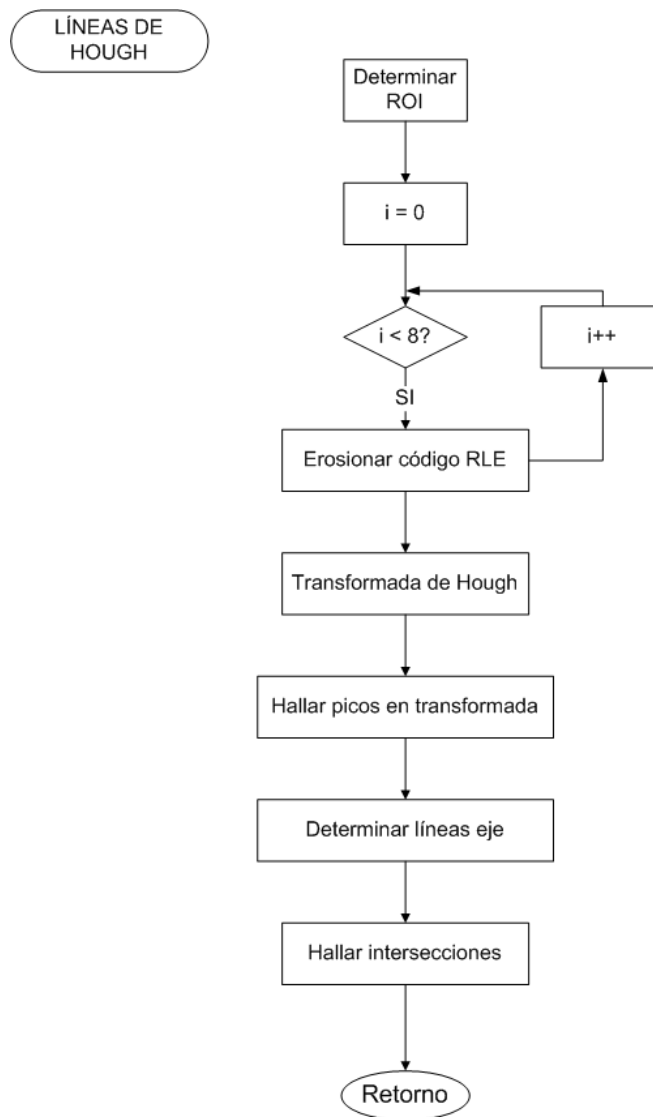 LÍNEAS DE
HOUGH
Determinar
ROI
i = 0
i < 8?
i++
SI
Erosionar código RLE
Transformada de Hough
Hallar picos en transformada
Determinar líneas eje
Hallar intersecciones
Retorno